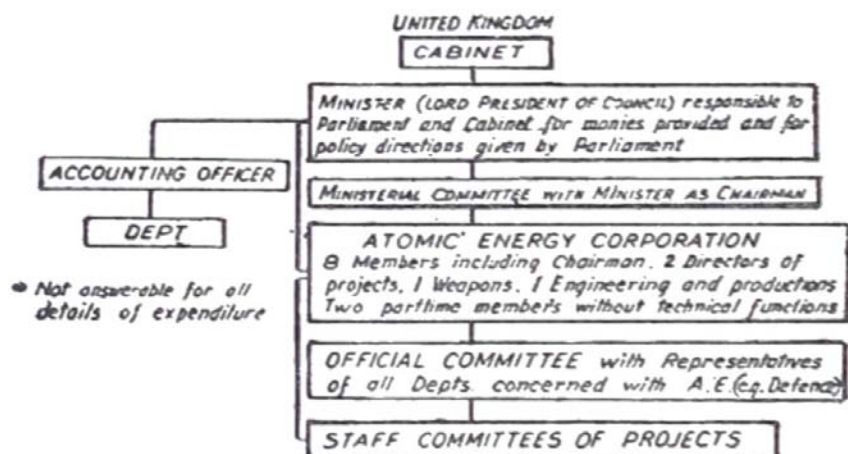 UNITED KINGDOM
CABINET
MINISTER (LORD PRESIDENT OF COUNCIL) responsible to
Parliament and Cabinet for monies provided and for
policy directions given by Parliament
ACCOUNTING OFFICER
MINISTERIAL COMMITTEE WITH MINISTER AS CHAIRMAN
DEPT
ATOMIC ENERGY CORPORATION
8 Members including Chairman. 2 Directors of
projects, 1 Weapons. 1 Engineering and productions
Two parttime members without technical functions
Not answerable for all
details of expenditure
OFFICIAL COMMITTEE with Representatives
of all Depts. concerned with A.E.(e.g. Defence)
STAFF COMMITTEES OF PROJECTS